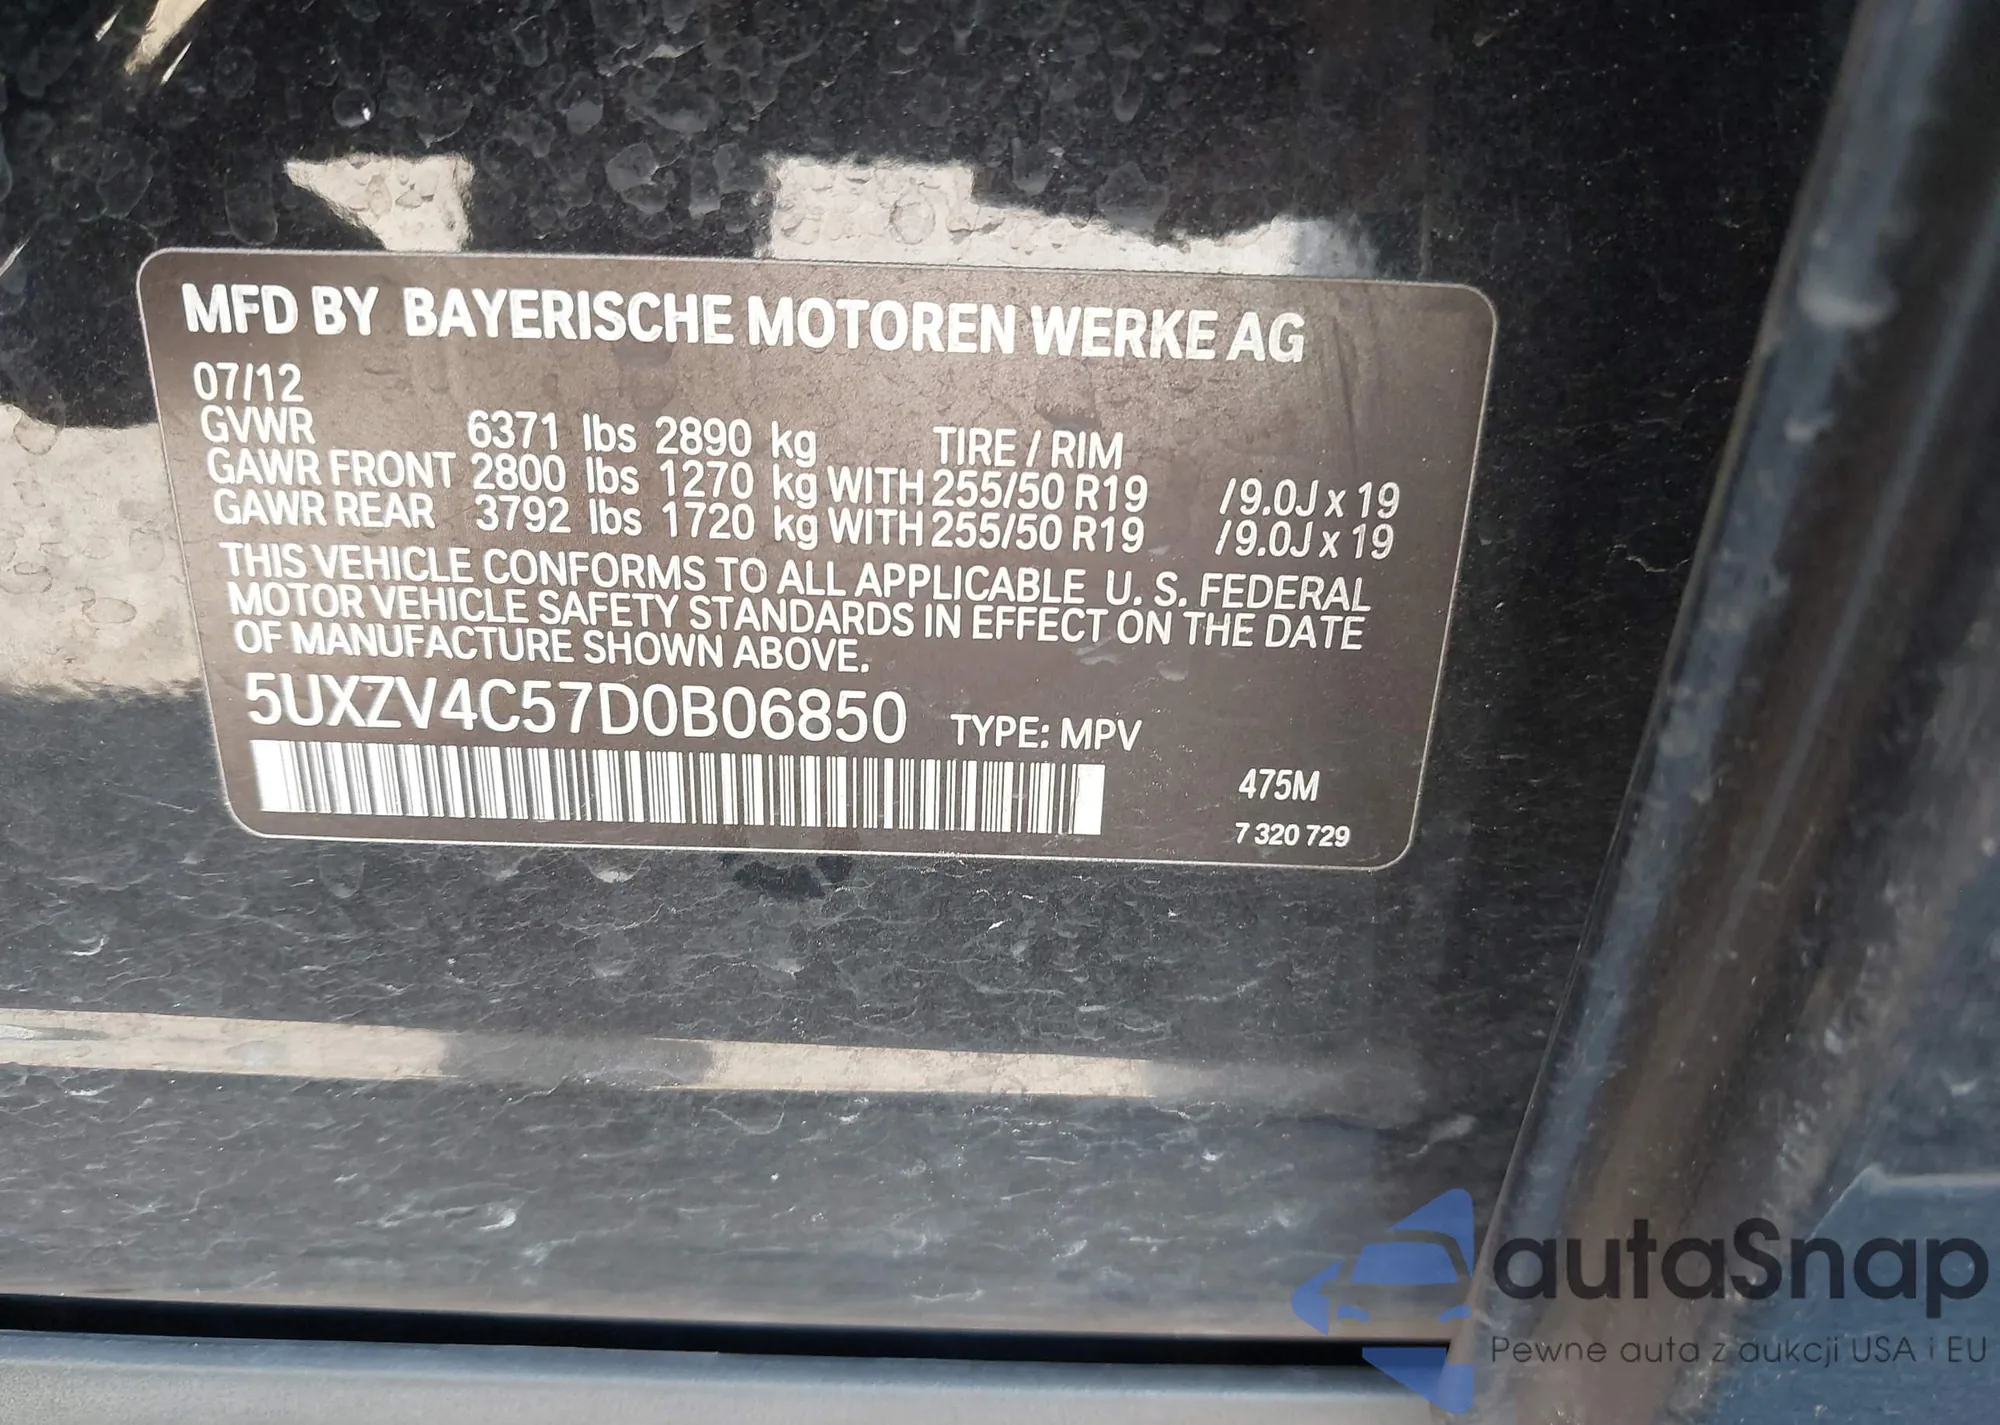 MFD BY BAYERISCHE MOTOREN WERKE AG
07/12
GVWR 6371 lbs 2890 kg TIRE / RIM
GAWR FRONT 2800 lbs 1270 kg WITH 255/50 R19 /9.0J x 19
GAWR REAR 3792 lbs 1720 kg WITH 255/50 R19 /9.0J x 19
THIS VEHICLE CONFORMS TO ALL APPLICABLE U. S. FEDERAL
MOTOR VEHICLE SAFETY STANDARDS IN EFFECT ON THE DATE
OF MANUFACTURE SHOWN ABOVE.
5UXZV4C57D0B06850 TYPE: MPV
475M
7 320 729
autoSnap
Pewne auta z aukcji USA i EU